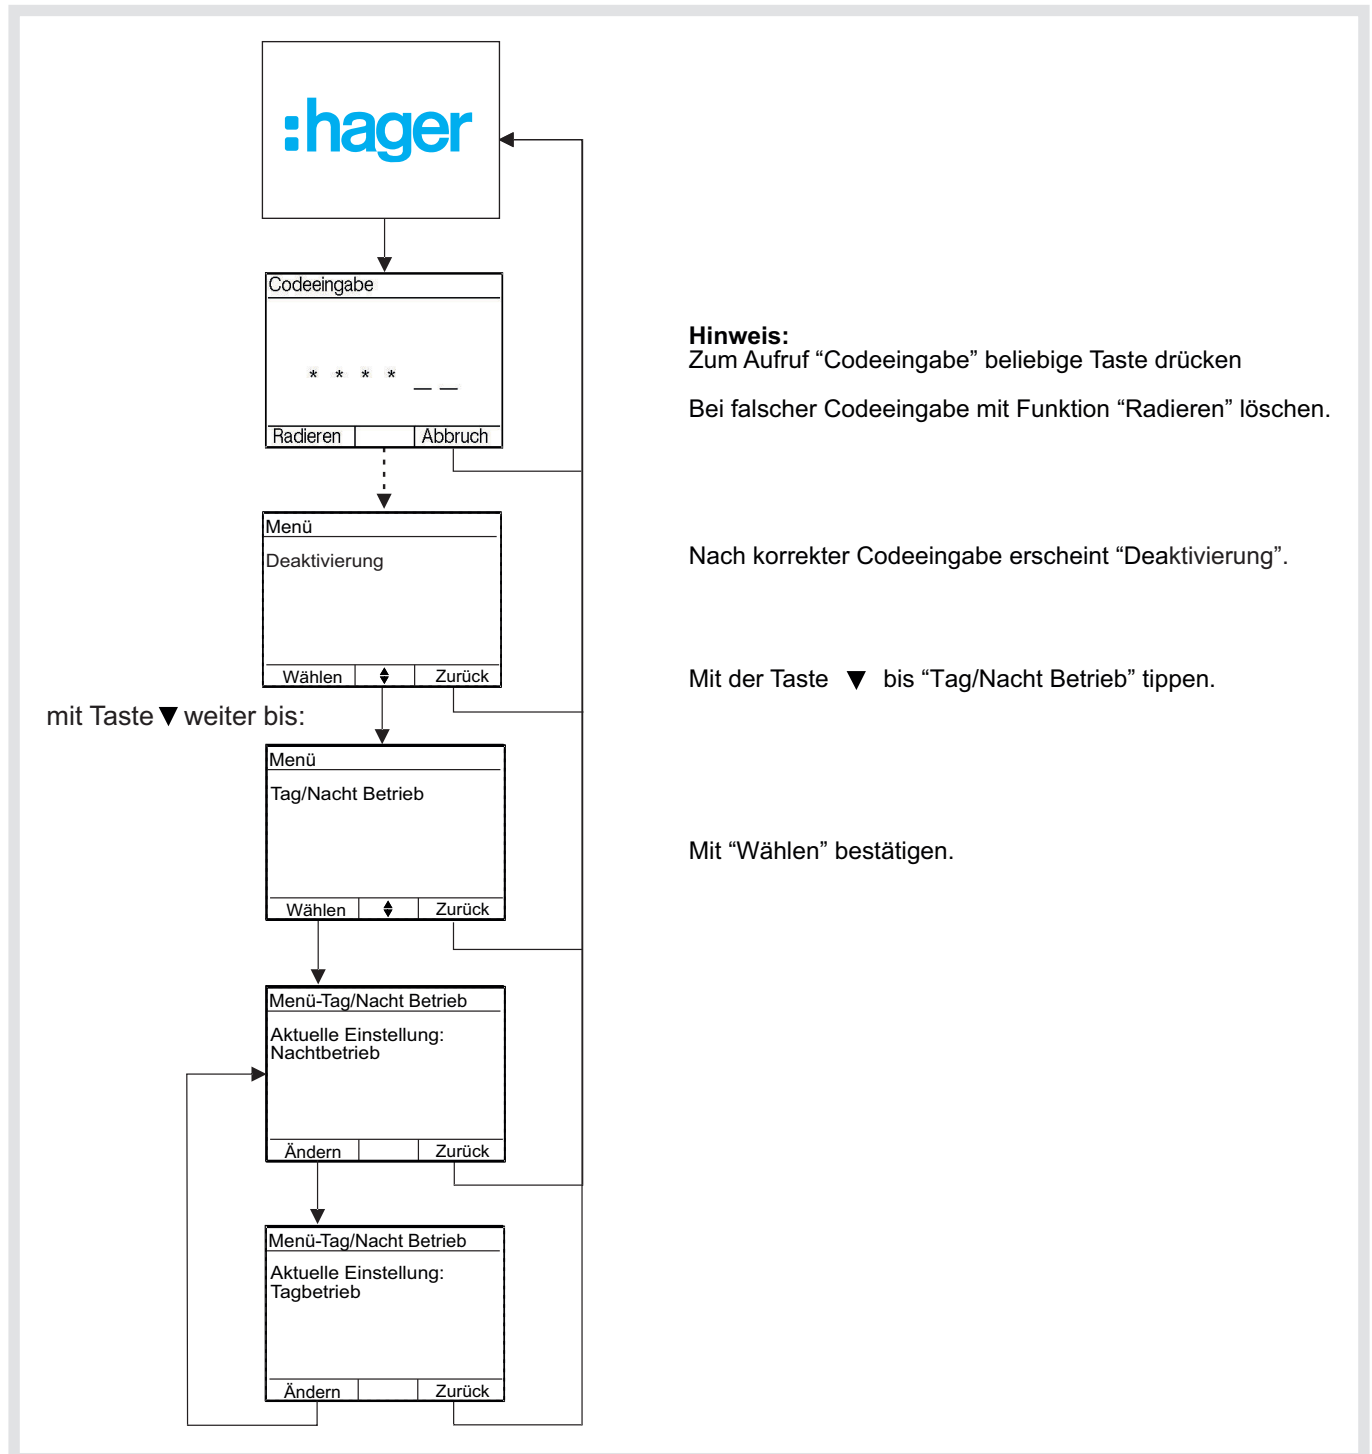 :hager
Codeeingabe
* * * * _ _
Radieren Abbruch
Hinweis:
Zum Aufruf “Codeeingabe” beliebige Taste drücken
Bei falscher Codeeingabe mit Funktion “Radieren” löschen.
Menü
Deaktivierung
Wählen Zurück
Nach korrekter Codeeingabe erscheint “Deaktivierung”.
Mit der Taste ▼ bis “Tag/Nacht Betrieb” tippen.
mit Taste ▼ weiter bis:
Menü
Tag/Nacht Betrieb
Wählen Zurück
Mit “Wählen” bestätigen.
Menü-Tag/Nacht Betrieb
Aktuelle Einstellung:
Nachtbetrieb
Ändern Zurück
Menü-Tag/Nacht Betrieb
Aktuelle Einstellung:
Tagbetrieb
Ändern Zurück